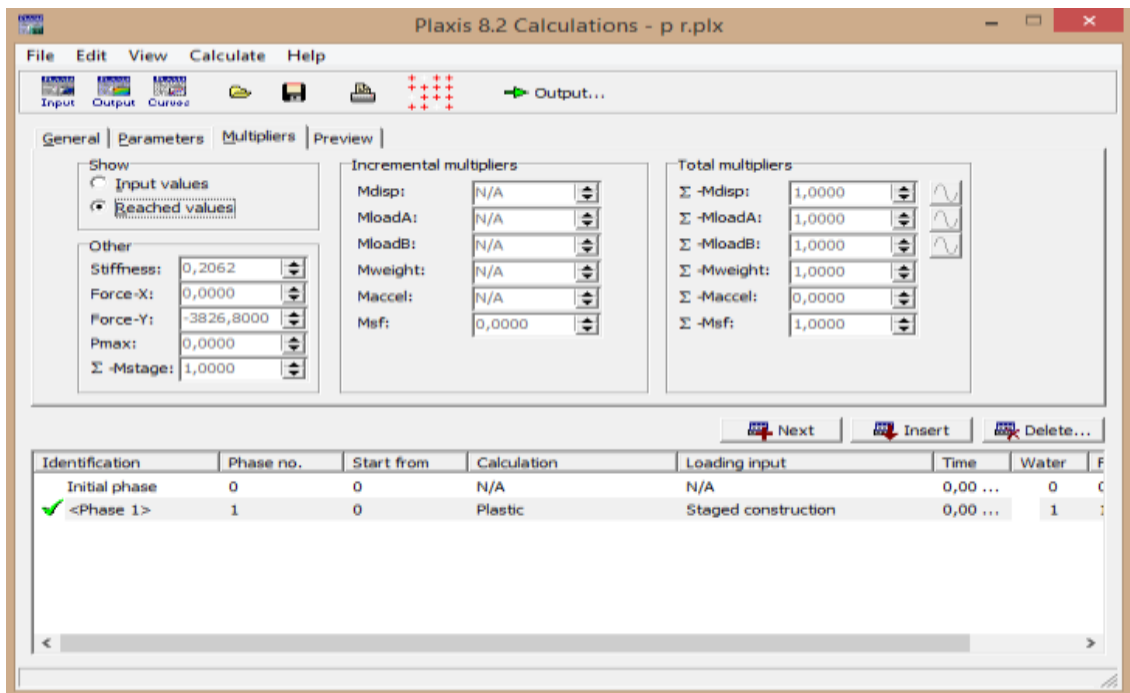 Plaxis 8.2 Calculations - p r.plx
File Edit View Calculate Help
Input Output Curves Output...
General Parameters Multipliers Preview
Show
Input values
Reached values
Other
Stiffness: 0,2062
Force-X: 0,0000
Force-Y: -3826,8000
Pmax: 0,0000
Σ -Mstage: 1,0000
Incremental multipliers
Mdisp: N/A
MloadA: N/A
MloadB: N/A
Mweight: N/A
Maccel: N/A
Msf: 0,0000
Total multipliers
Σ -Mdisp: 1,0000
Σ -MloadA: 1,0000
Σ -MloadB: 1,0000
Σ -Mweight: 1,0000
Σ -Maccel: 0,0000
Σ -Msf: 1,0000
Next Insert Delete...
Identification Phase no. Start from Calculation Loading input Time Water F
Initial phase 0 0 N/A N/A 0,00 ... 0
<Phase 1> 1 0 Plastic Staged construction 0,00 ... 1